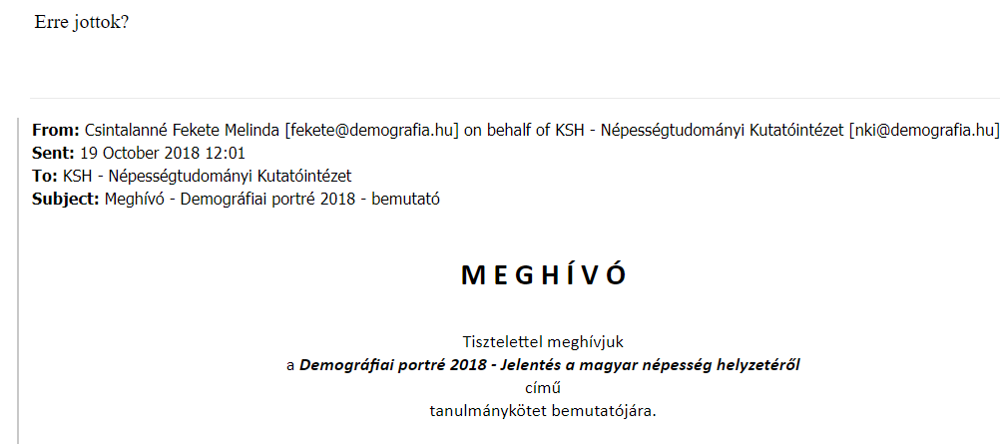 Erre jottok?
From: Csintalanné Fekete Melinda [fekete@demografia.hu] on behalf of KSH - Népességtudományi Kutatóintézet [nki@demografia.hu]
Sent: 19 October 2018 12:01
To: KSH - Népességtudományi Kutatóintézet
Subject: Meghívó - Demográfiai portré 2018 - bemutató
M E G H Í V Ó
Tisztelettel meghívjuk
a Demográfiai portré 2018 - Jelentés a magyar népesség helyzetéről
című
tanulmánykötet bemutatójára.